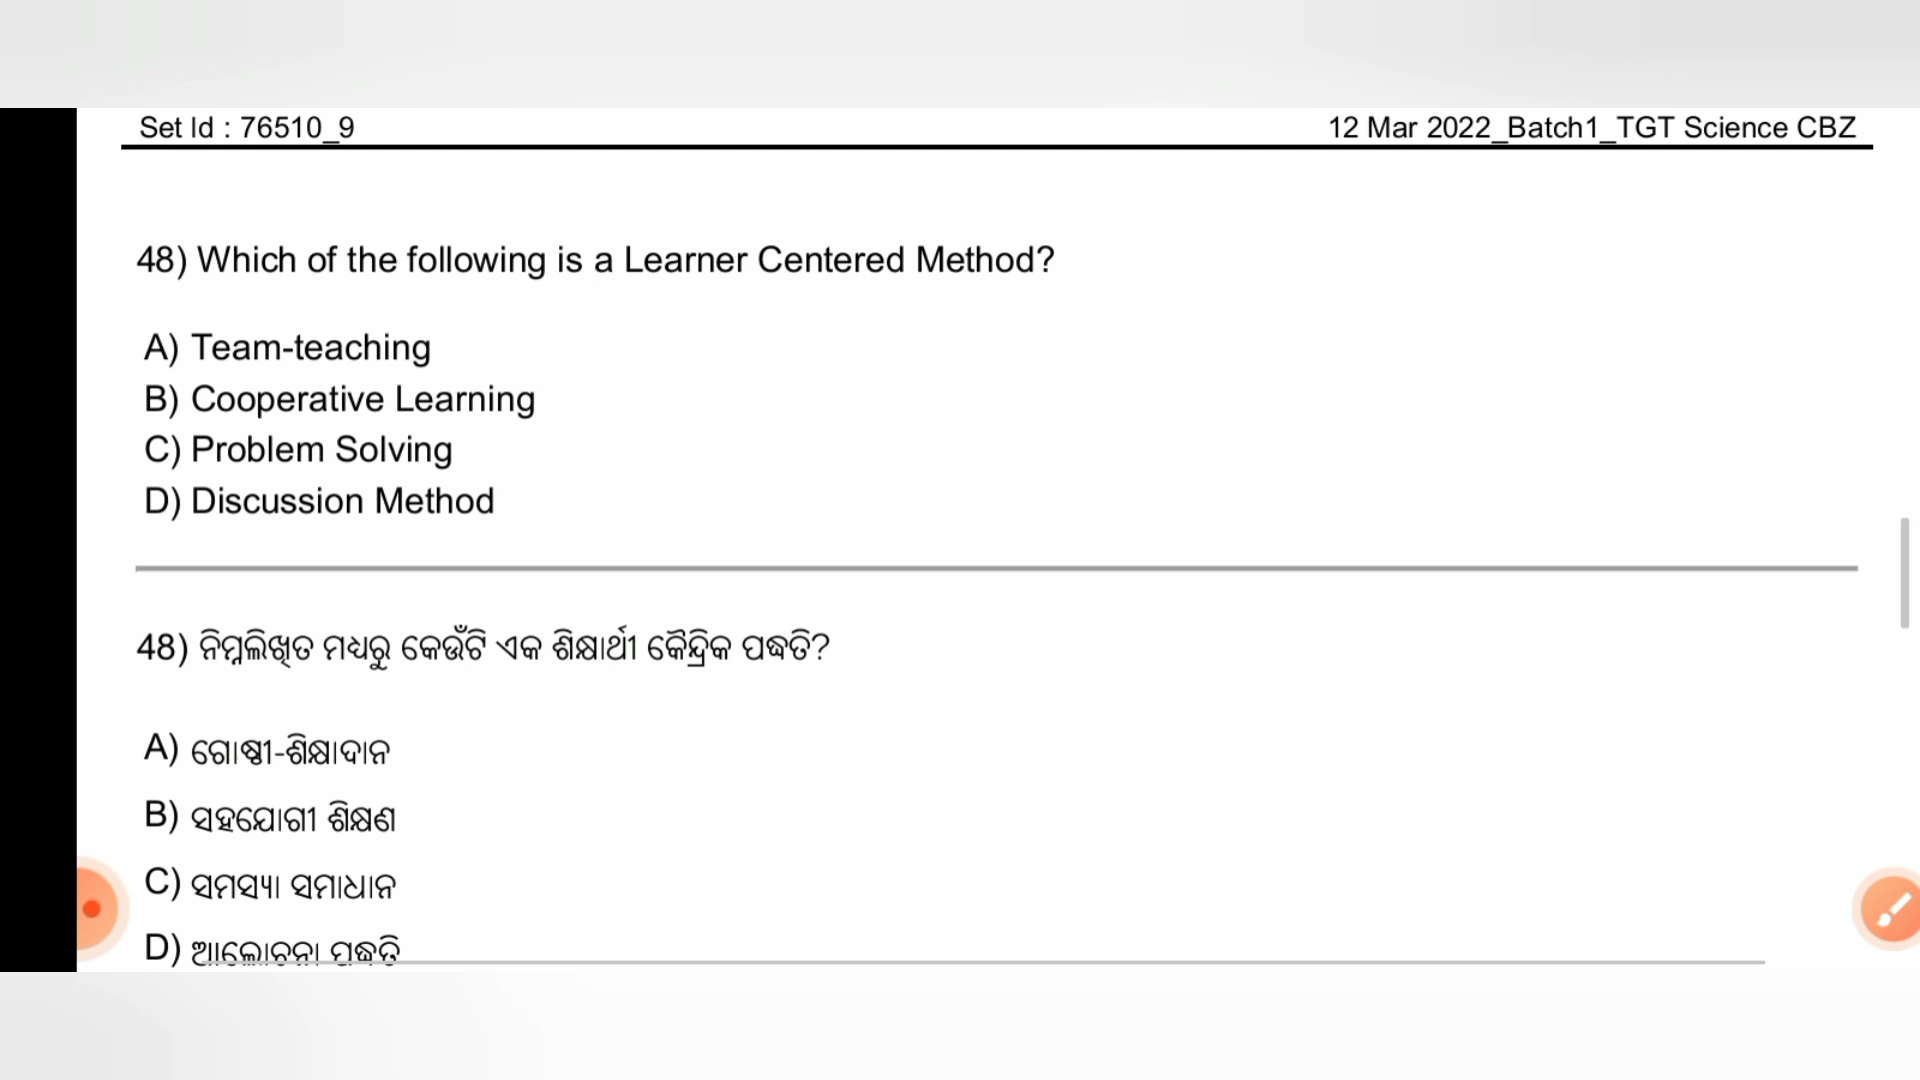 Set Id : 76510_9
12 Mar 2022_Batch1_TGT Science CBZ
48) Which of the following is a Learner Centered Method?
A) Team-teaching
B) Cooperative Learning
C) Problem Solving
D) Discussion Method
48) ନିମ୍ନଲିଖିତ ମଧ୍ୟରୁ କେଉଁଟି ଏକ ଶିକ୍ଷାର୍ଥୀ କୈନ୍ଦ୍ରିକ ପଦ୍ଧତି?
A) ଗୋଷ୍ଠୀ-ଶିକ୍ଷାଦାନ
B) ସହଯୋଗୀ ଶିକ୍ଷଣ
C) ସମସ୍ୟା ସମାଧାନ
D) ଆଲୋଚନା ପଦ୍ଧତି